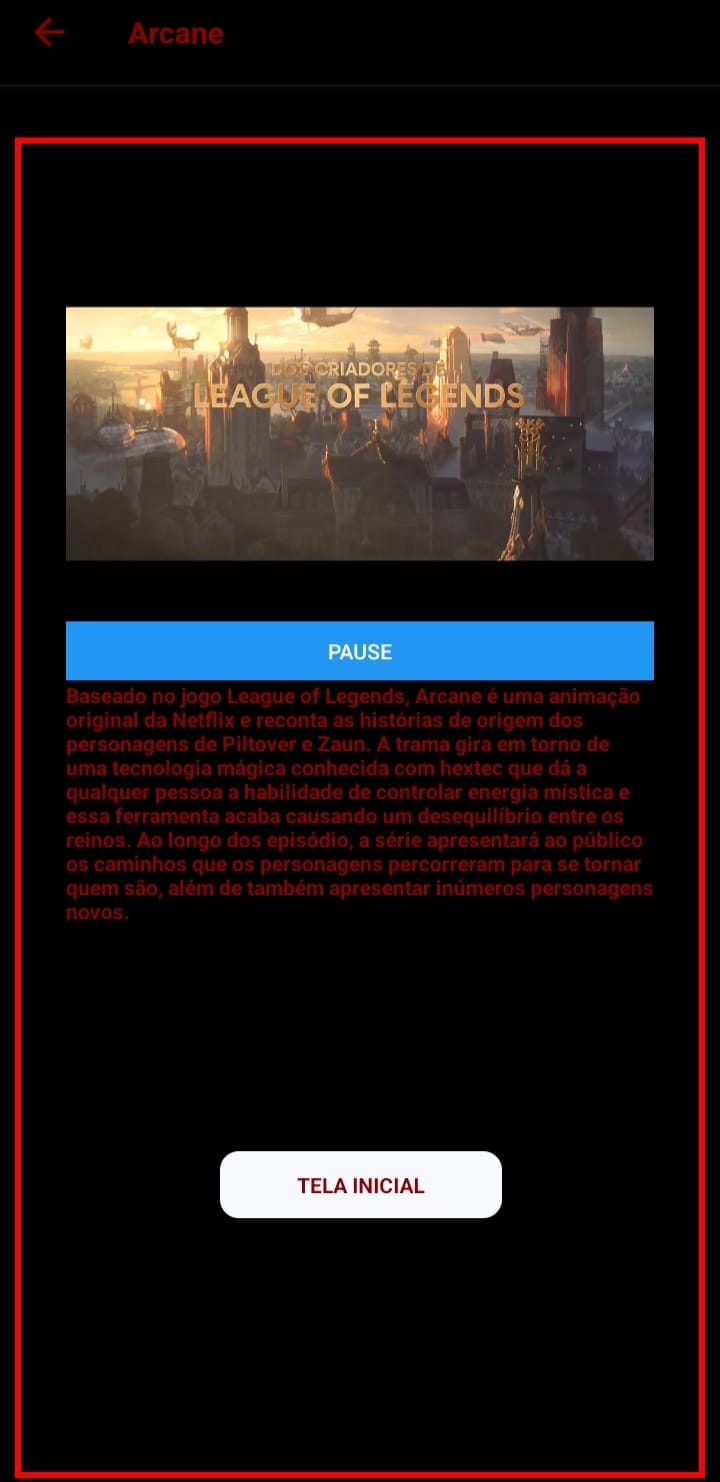 Arcane
DOS CRIADORES DE
LEAGUE OF LEGENDS
PAUSE
Baseado no jogo League of Legends, Arcane é uma animação
original da Netflix e reconta as histórias de origem dos
personagens de Piltover e Zaun. A trama gira em torno de
uma tecnologia mágica conhecida com hextec que dá a
qualquer pessoa a habilidade de controlar energia mística e
essa ferramenta acaba causando um desequilíbrio entre os
reinos. Ao longo dos episódio, a série apresentará ao público
os caminhos que os personagens percorreram para se tornar
quem são, além de também apresentar inúmeros personagens
novos.
TELA INICIAL